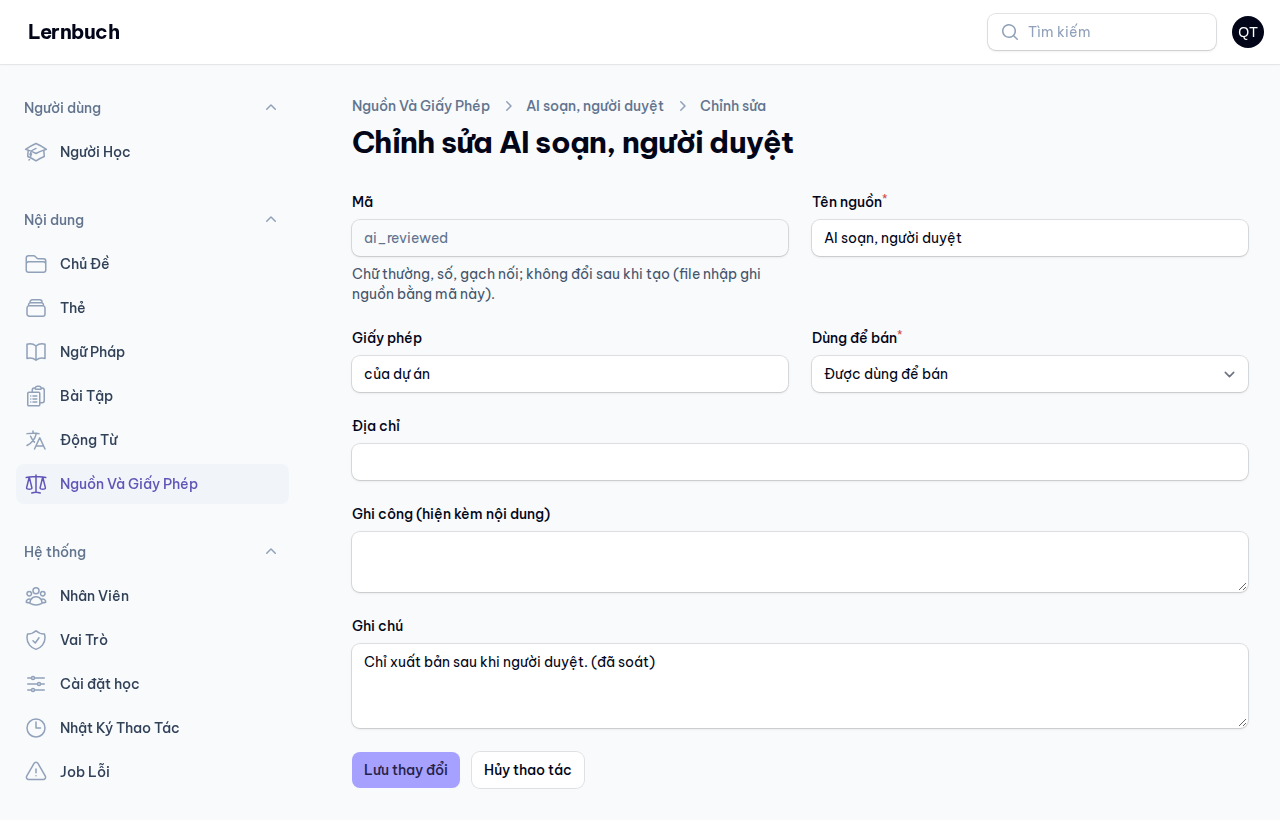 Lernbuch
Tìm kiếm
QT
Người dùng
Người Học
Nội dung
Chủ Đề
Thẻ
Ngữ Pháp
Bài Tập
Động Từ
Nguồn Và Giấy Phép
Hệ thống
Nhân Viên
Vai Trò
Cài đặt học
Nhật Ký Thao Tác
Job Lỗi
Nguồn Và Giấy Phép > AI soạn, người duyệt > Chỉnh sửa
Chỉnh sửa AI soạn, người duyệt
Mã
ai_reviewed
Chữ thường, số, gạch nối; không đổi sau khi tạo (file nhập ghi
nguồn bằng mã này).
Tên nguồn*
AI soạn, người duyệt
Giấy phép
của dự án
Dùng để bán*
Được dùng để bán
Địa chỉ
Ghi công (hiện kèm nội dung)
Ghi chú
Chỉ xuất bản sau khi người duyệt. (đã soát)
Lưu thay đổi
Hủy thao tác